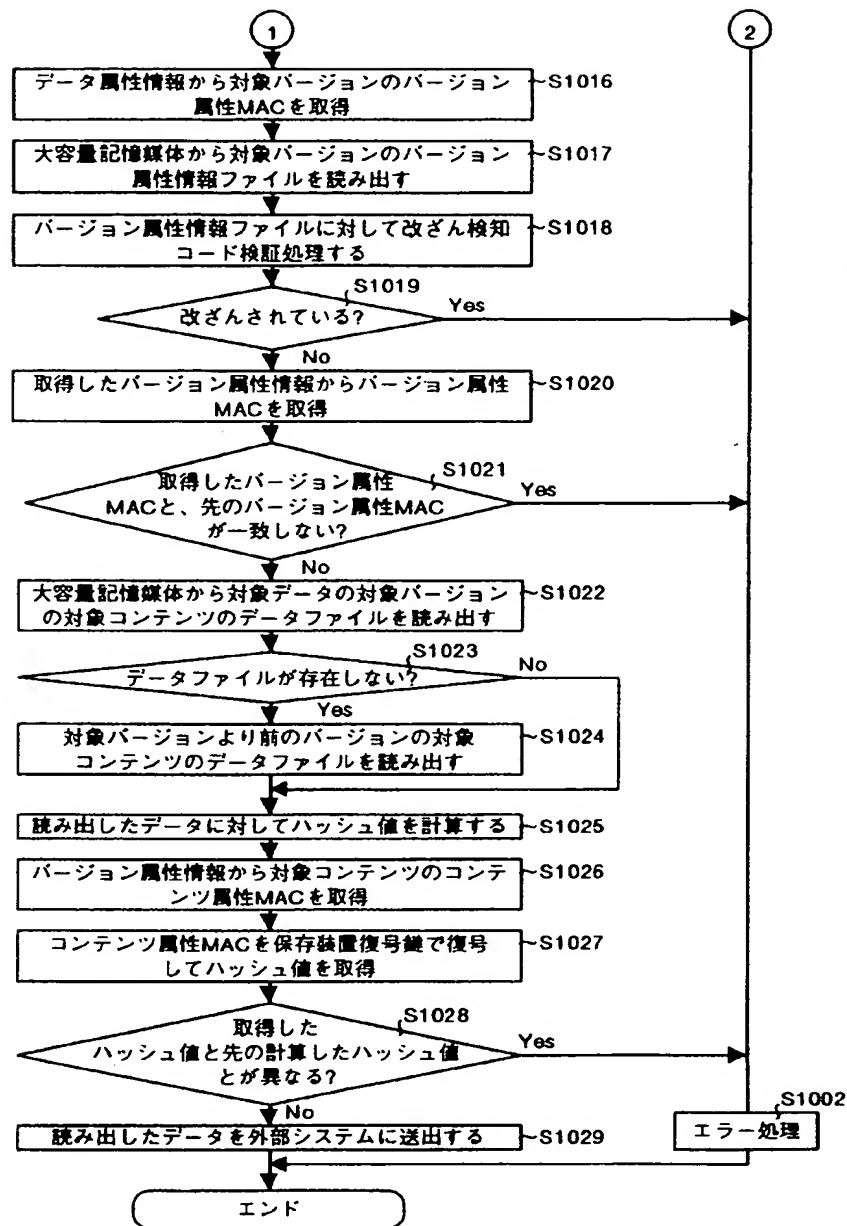 1
2
データ属性情報から対象バージョンのバージョン
属性MACを取得
~S1016
大容量記憶媒体から対象バージョンのバージョン
属性情報ファイルを読み出す
~S1017
バージョン属性情報ファイルに対して改ざん検知
コード検証処理する
~S1018
S1019
改ざんされている?
Yes
No
取得したバージョン属性情報からバージョン属性
MACを取得
~S1020
S1021
取得したバージョン属性
MACと、先のバージョン属性MAC
が一致しない?
Yes
No
大容量記憶媒体から対象データの対象バージョン
の対象コンテンツのデータファイルを読み出す
~S1022
S1023
データファイルが存在しない?
No
Yes
対象バージョンより前のバージョンの対象
コンテンツのデータファイルを読み出す
~S1024
読み出したデータに対してハッシュ値を計算する
~S1025
バージョン属性情報から対象コンテンツのコンテ
ンツ属性MACを取得
~S1026
コンテンツ属性MACを保存装置復号鍵で復号
してハッシュ値を取得
~S1027
S1028
取得した
ハッシュ値と先の計算したハッシュ値
とが異なる?
Yes
No
読み出したデータを外部システムに送出する
~S1029
S1002
エラー処理
エンド